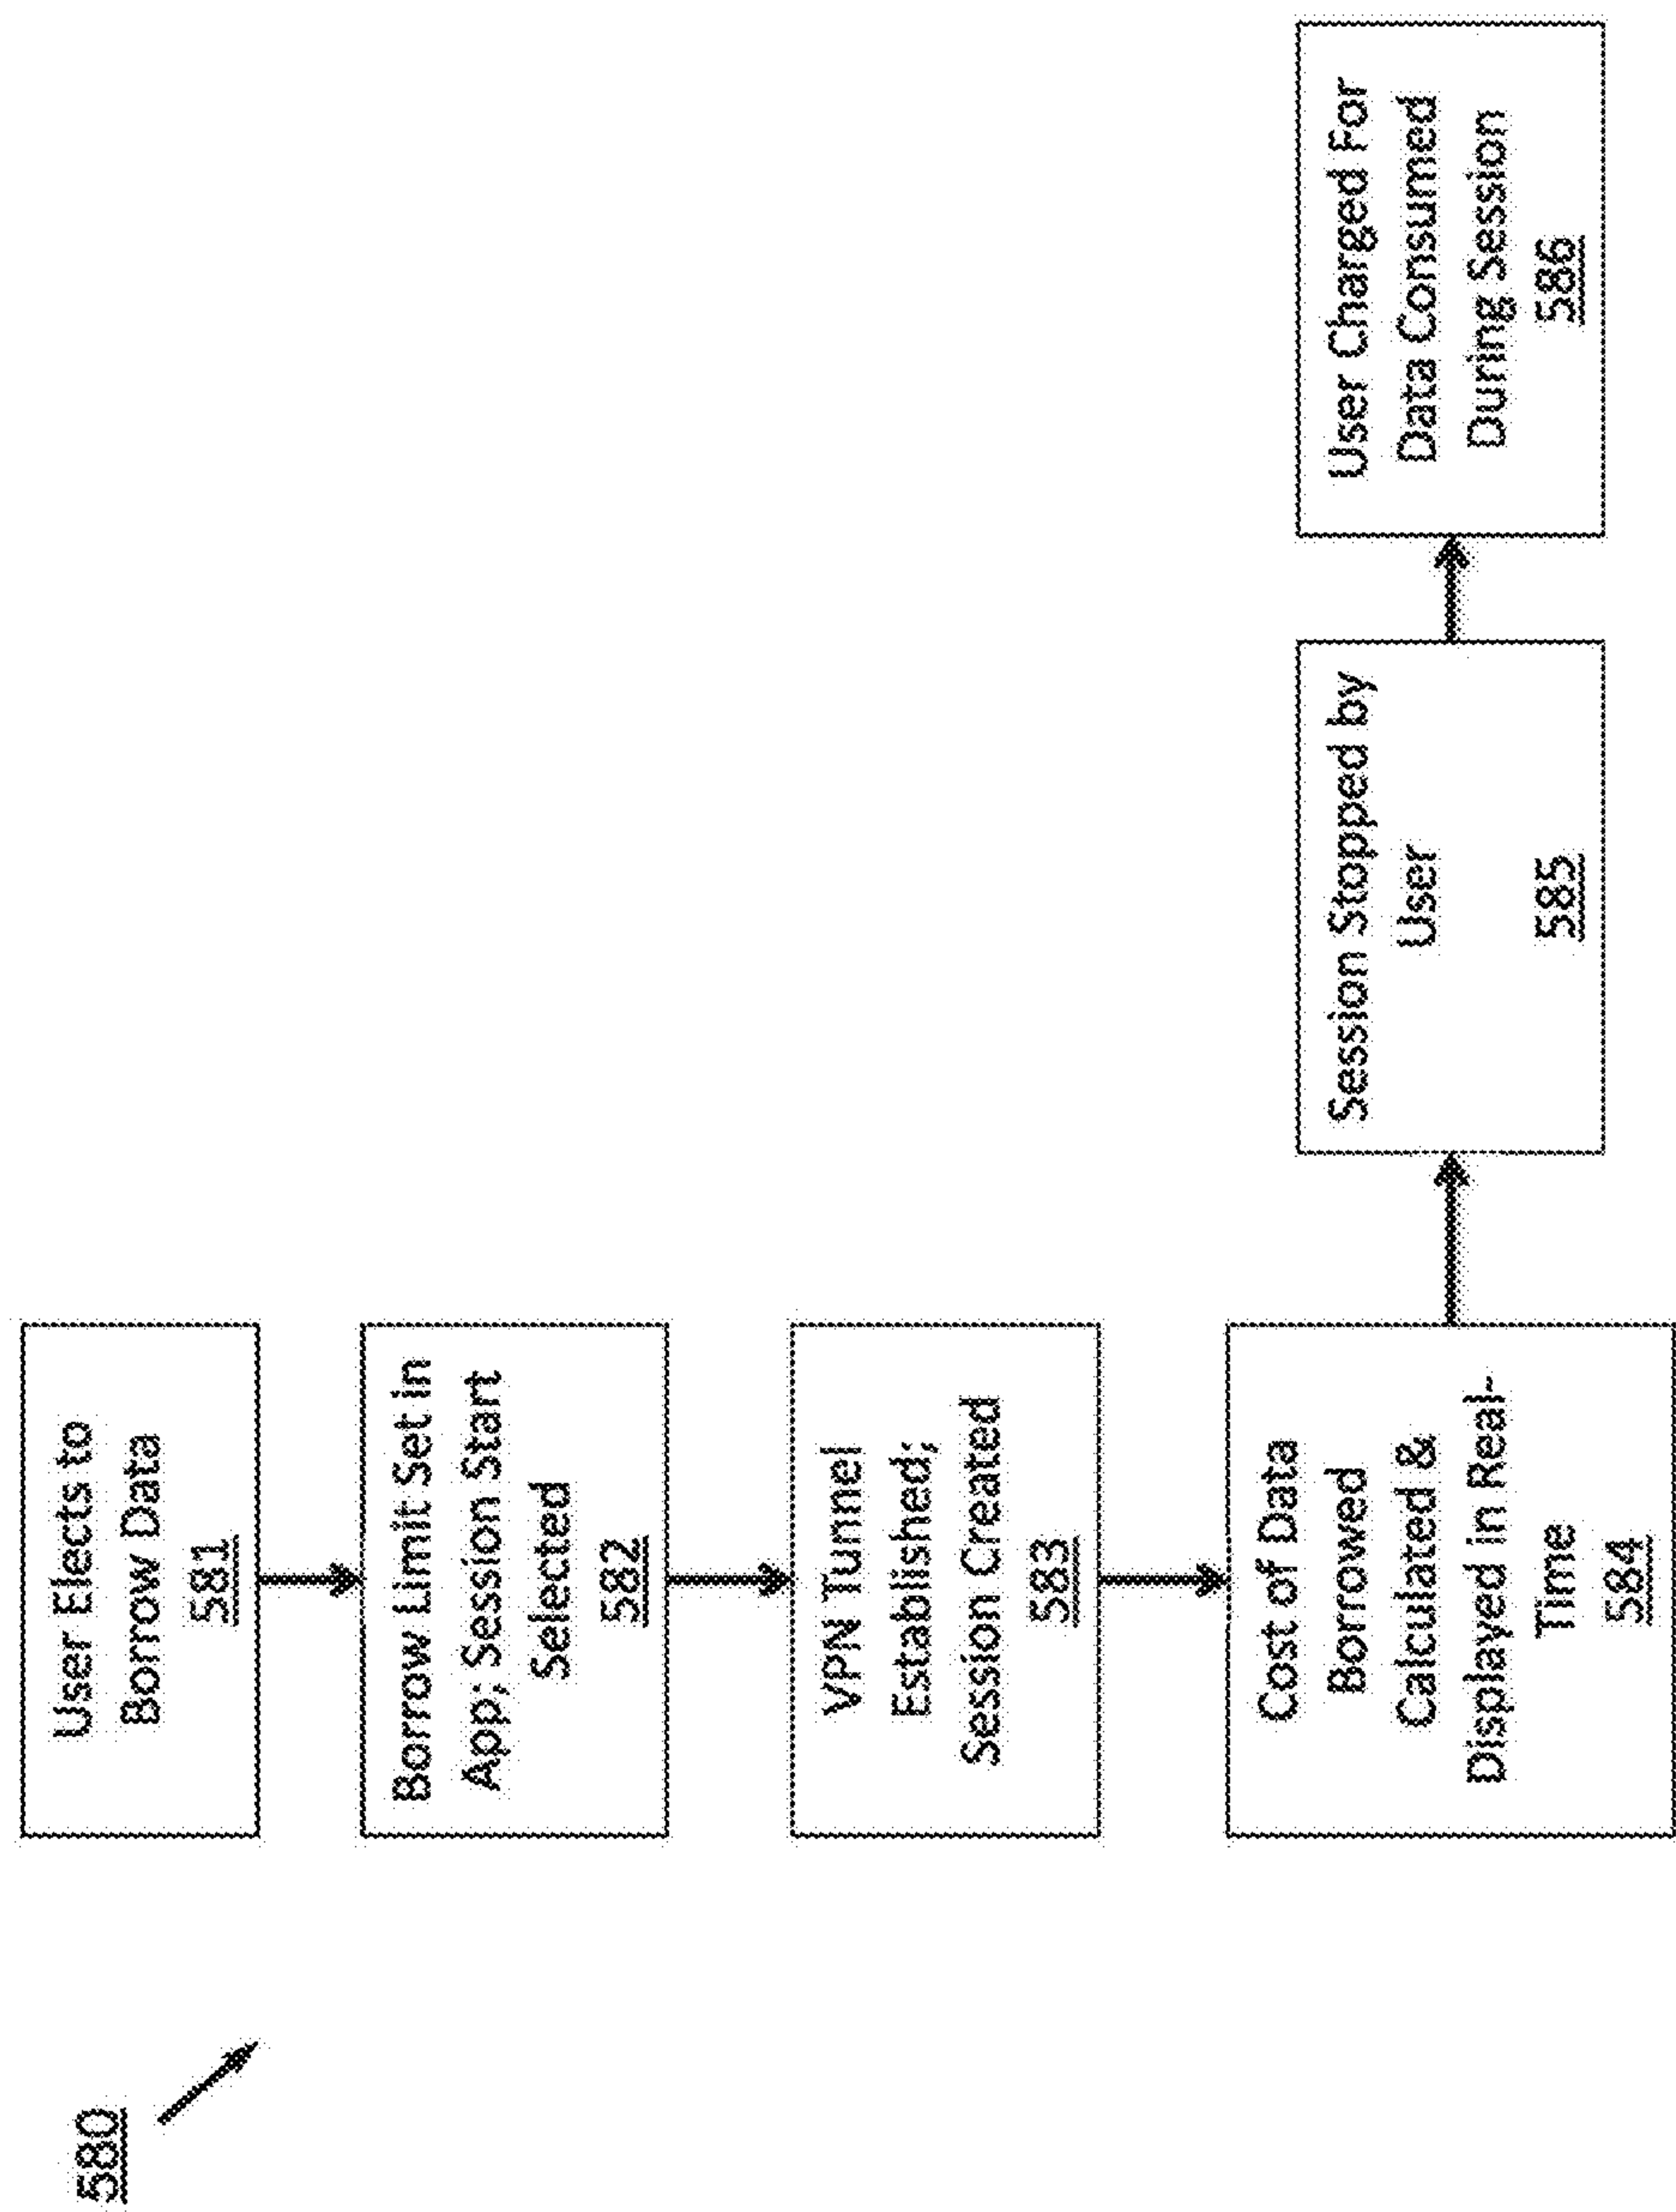 580
User Elects to
Borrow Data
581
Borrow Limit Set in
App; Session Start
Selected
582
VPN Tunnel
Established;
Session Created
583
Cost of Data
Borrowed
Calculated &
Displayed in Real-
Time
584
Session Stopped by
User
585
User Charged For
Data Consumed
During Session
586